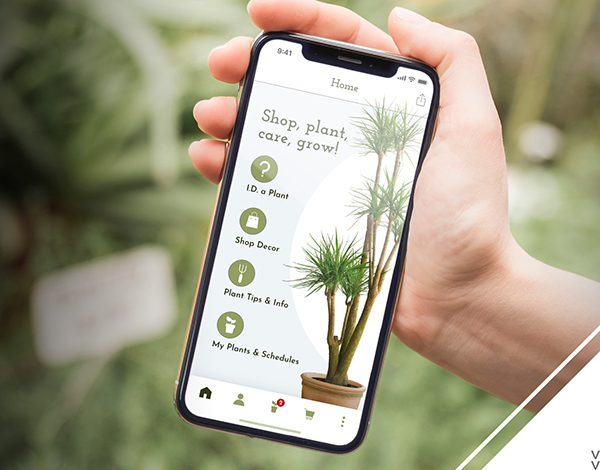 9:41
Home
Shop, plant,
care, grow!
I.D. a Plant
Shop Decor
Plant Tips & Info
My Plants & Schedules
2
V
V